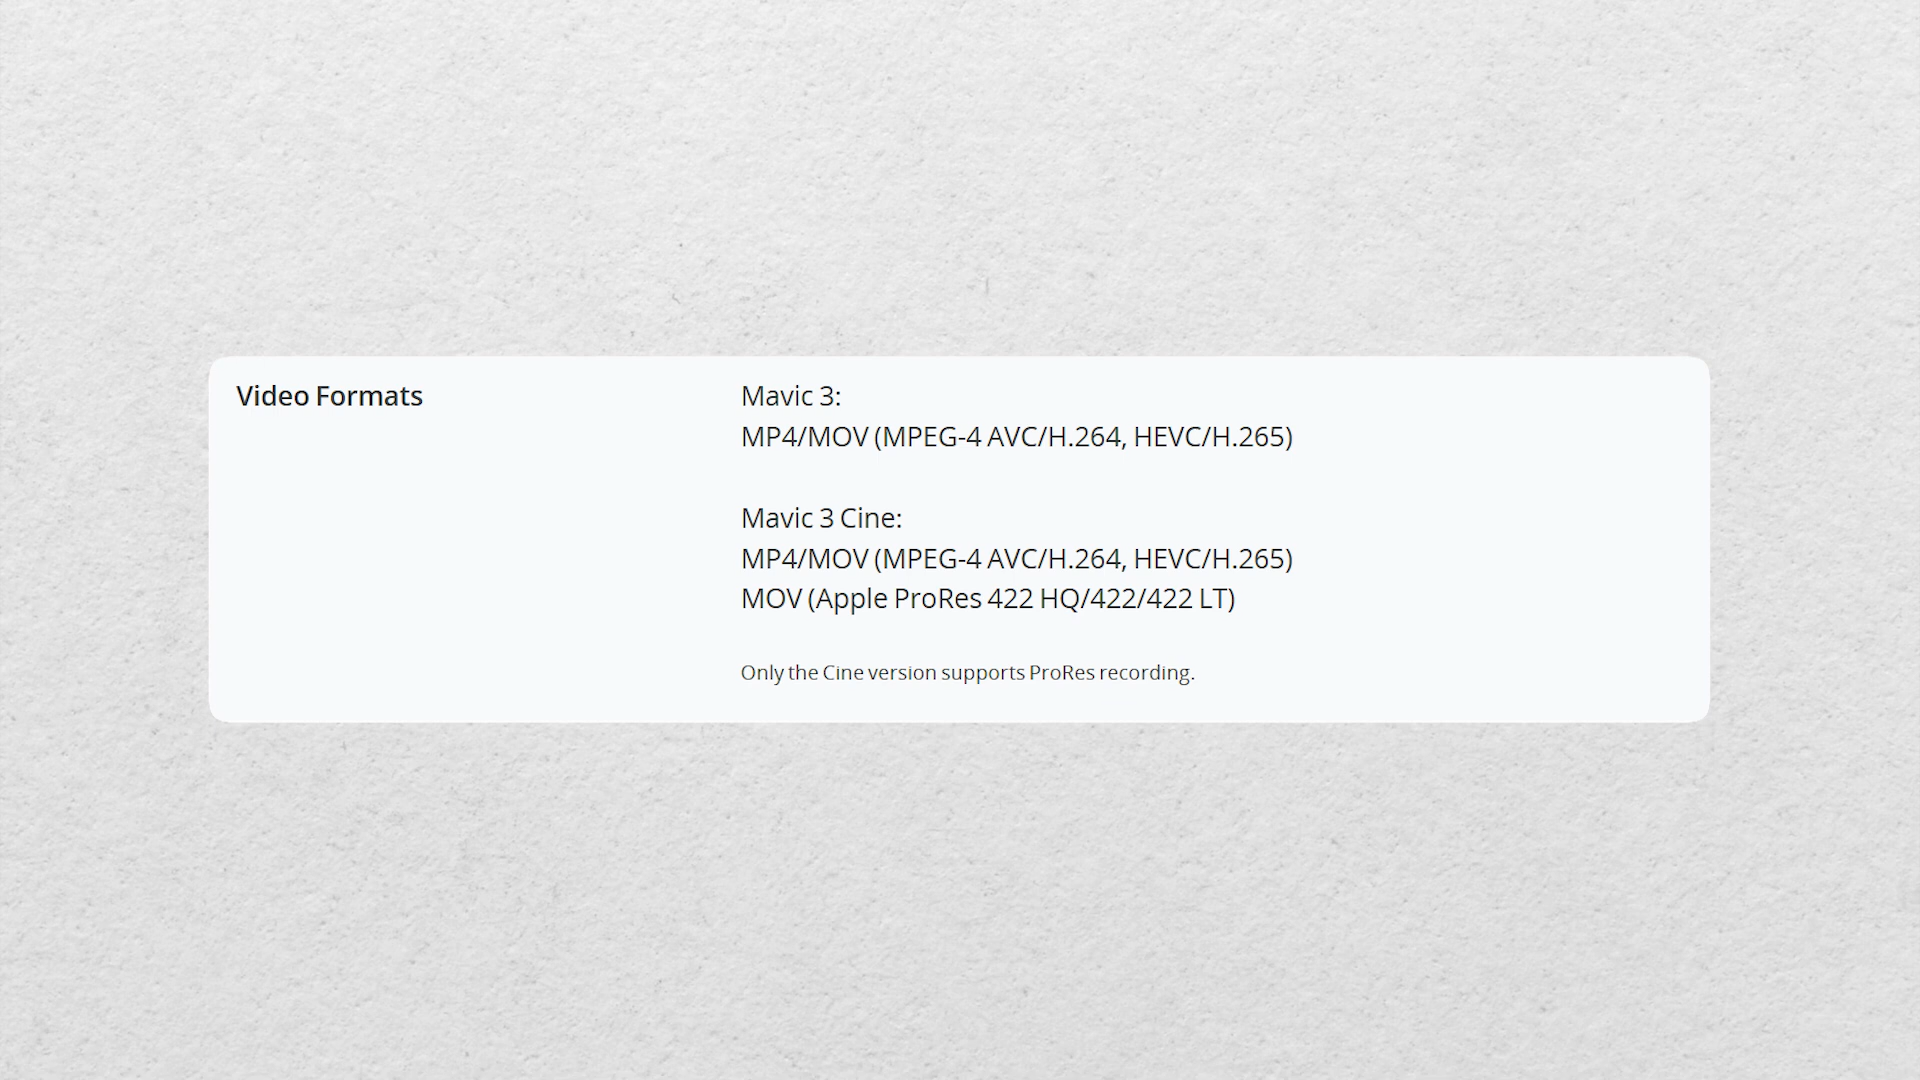 Video Formats
Mavic 3:
MP4/MOV (MPEG-4 AVC/H.264, HEVC/H.265)
Mavic 3 Cine:
MP4/MOV (MPEG-4 AVC/H.264, HEVC/H.265)
MOV (Apple ProRes 422 HQ/422/422 LT)
Only the Cine version supports ProRes recording.